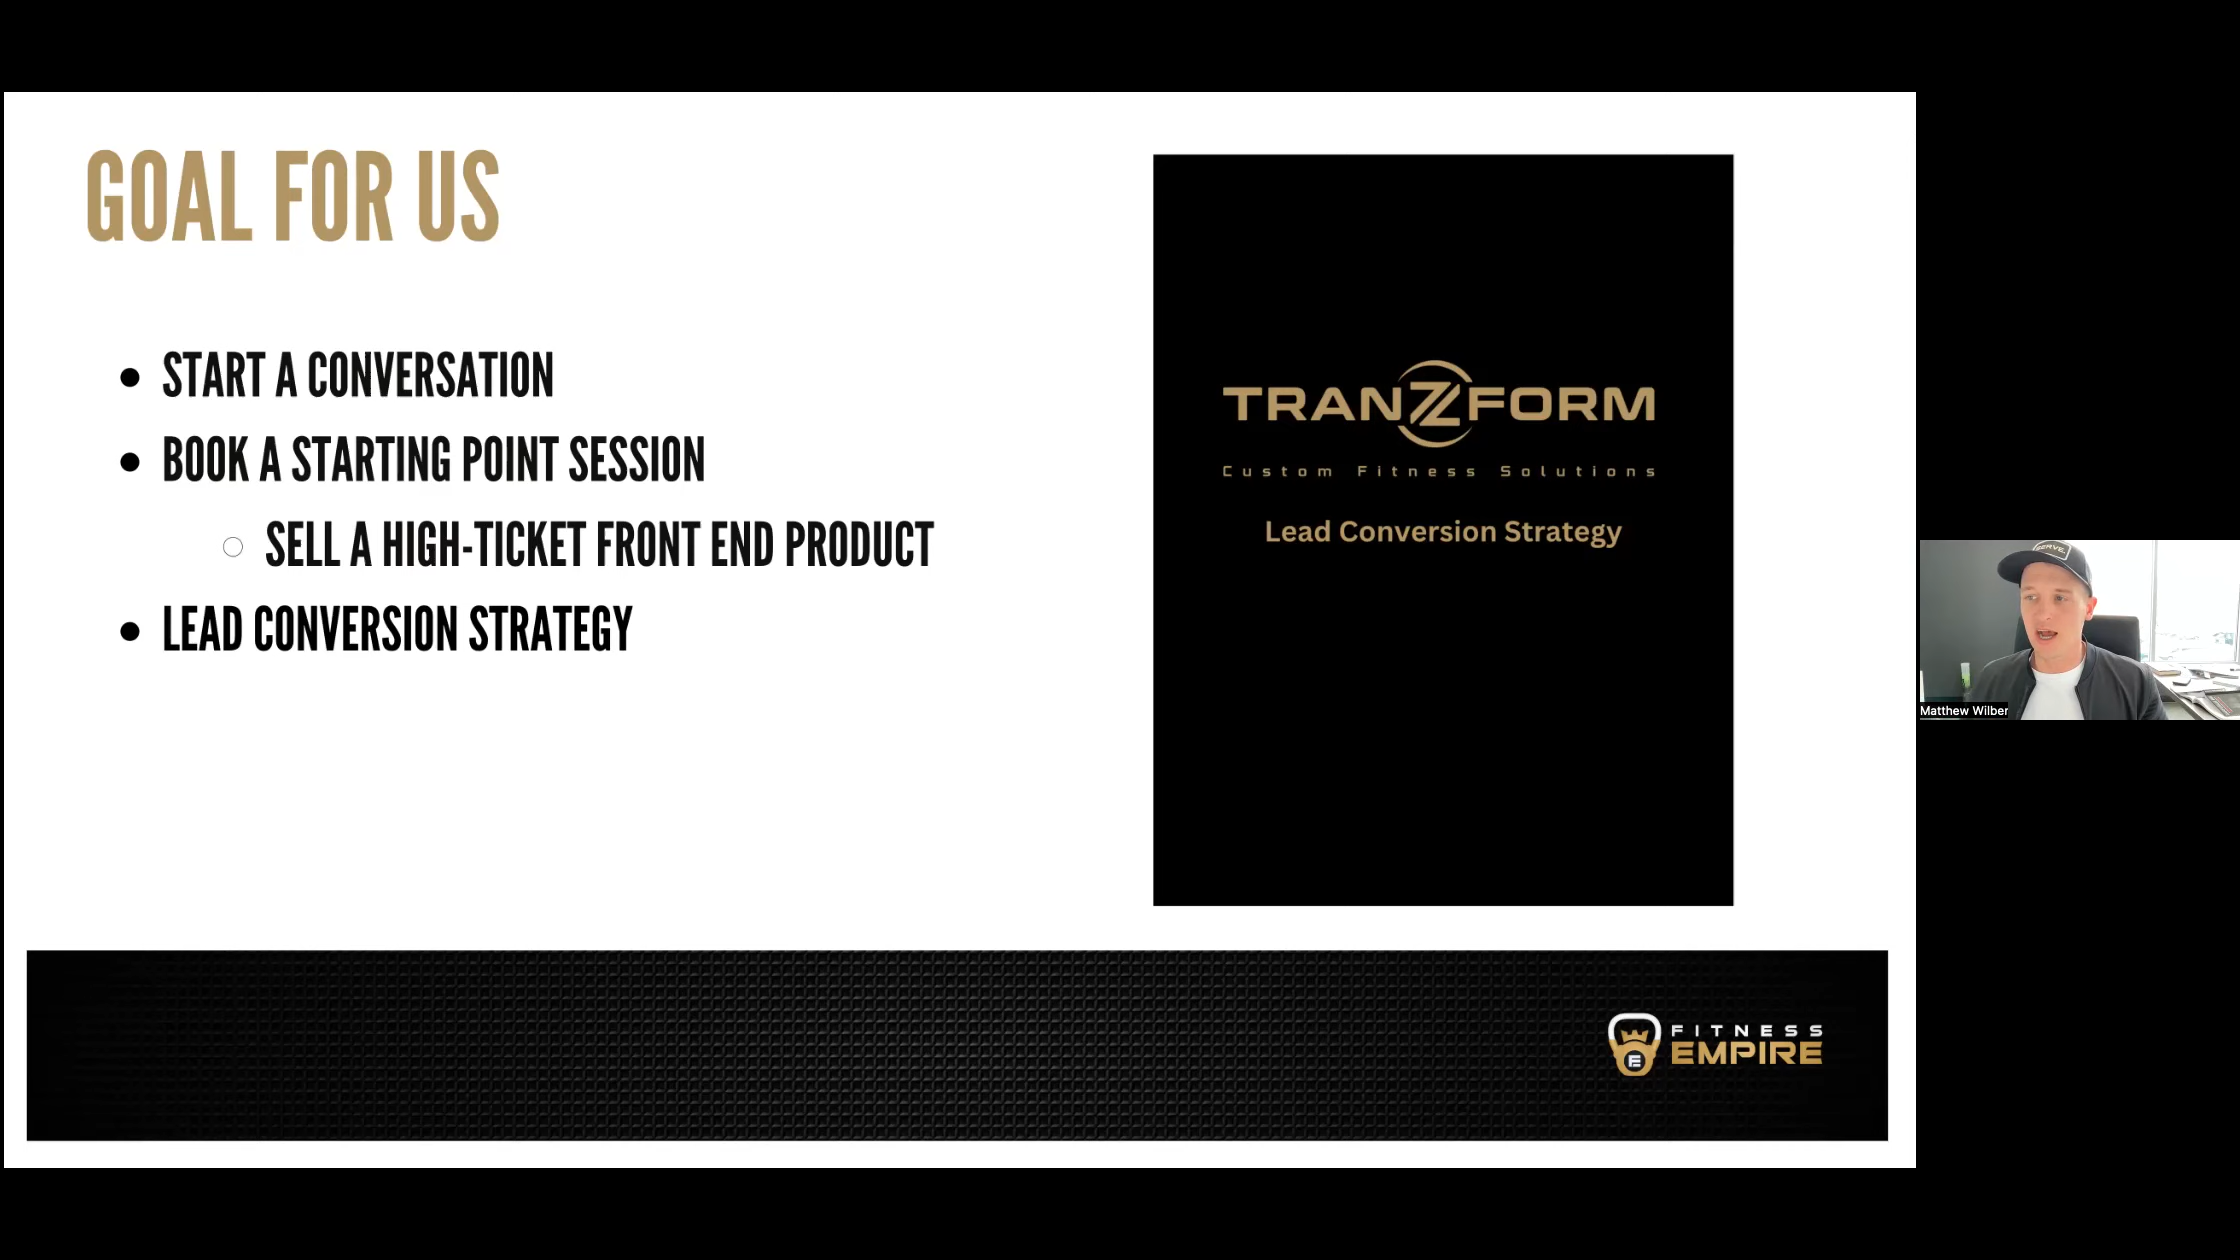 GOAL FOR US
START A CONVERSATION
BOOK A STARTING POINT SESSION
SELL A HIGH-TICKET FRONT END PRODUCT
LEAD CONVERSION STRATEGY
TRANZFORM
Custom Fitness Solutions
Lead Conversion Strategy
SERVE.
Matthew Wilber
FITNESS
EMPIRE
E